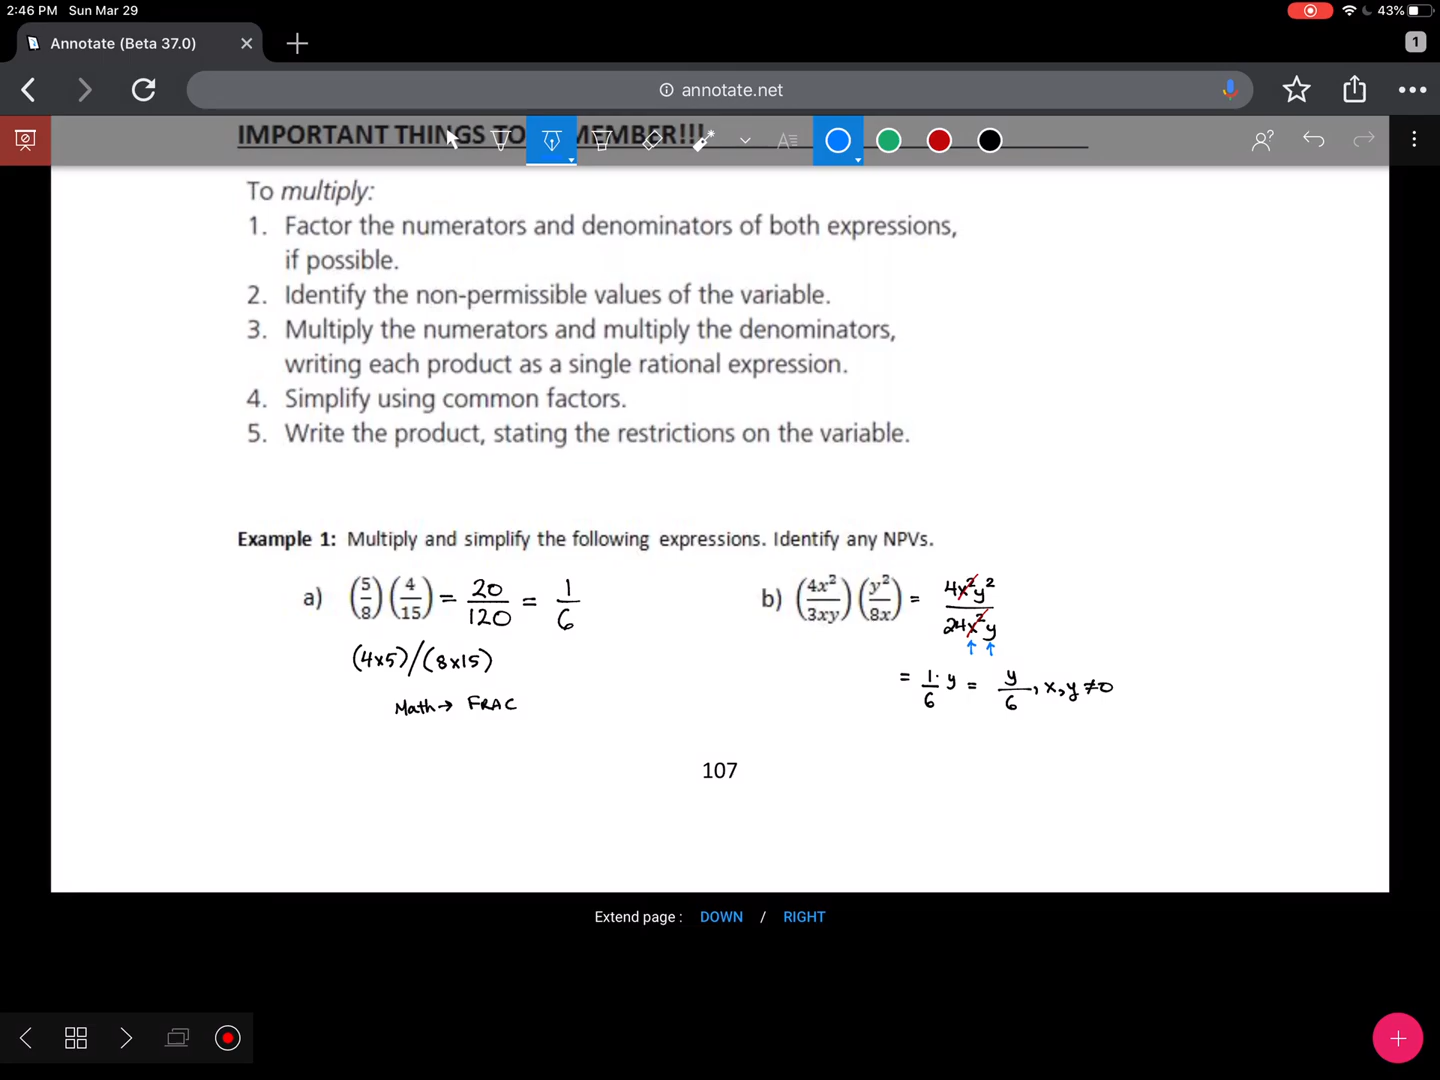 2:46 PM Sun Mar 29
43%
Annotate (Beta 37.0)
1
annotate.net
IMPORTANT THINGS TO MEMBER!!!
To multiply:
1. Factor the numerators and denominators of both expressions,
if possible.
2. Identify the non-permissible values of the variable.
3. Multiply the numerators and multiply the denominators,
writing each product as a single rational expression.
4. Simplify using common factors.
5. Write the product, stating the restrictions on the variable.
Example 1: Multiply and simplify the following expressions. Identify any NPVs.
a) (5/8) (4/15) = 20/120 = 1/6
(4x5)/(8x15)
Math → FRAC
b) (4x²/3xy) (y²/8x) = 4x²y²/24x²y
= 1/6 · y = y/6, x, y ≠ 0
107
Extend page : DOWN / RIGHT